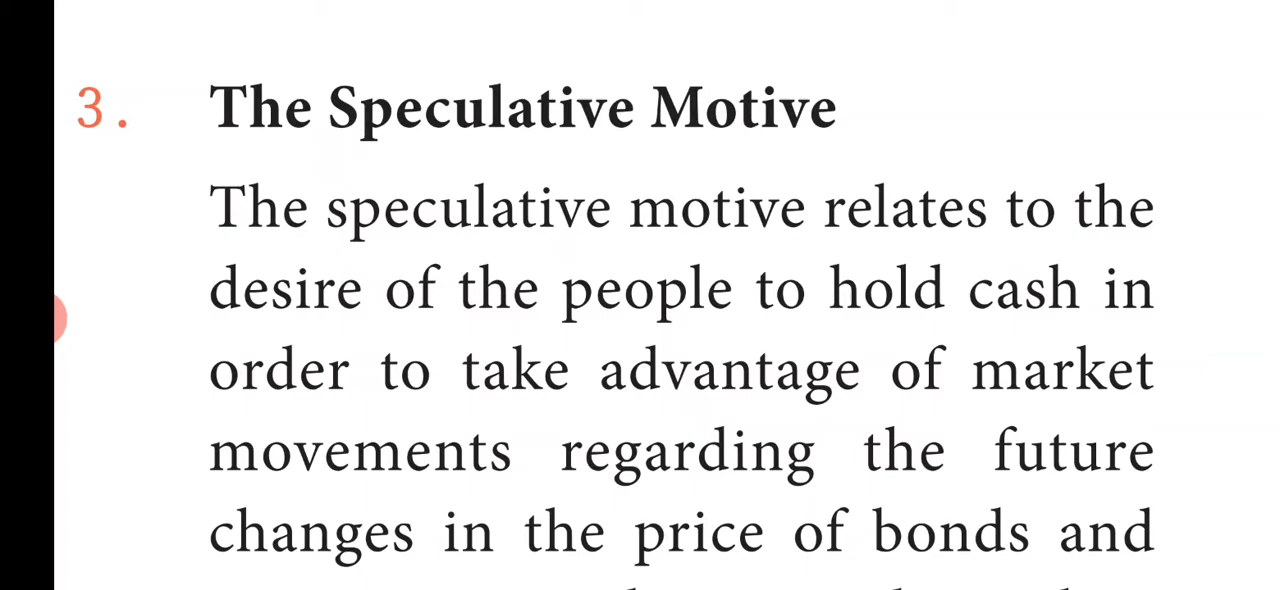 3. The Speculative Motive
The speculative motive relates to the
desire of the people to hold cash in
order to take advantage of market
movements regarding the future
changes in the price of bonds and